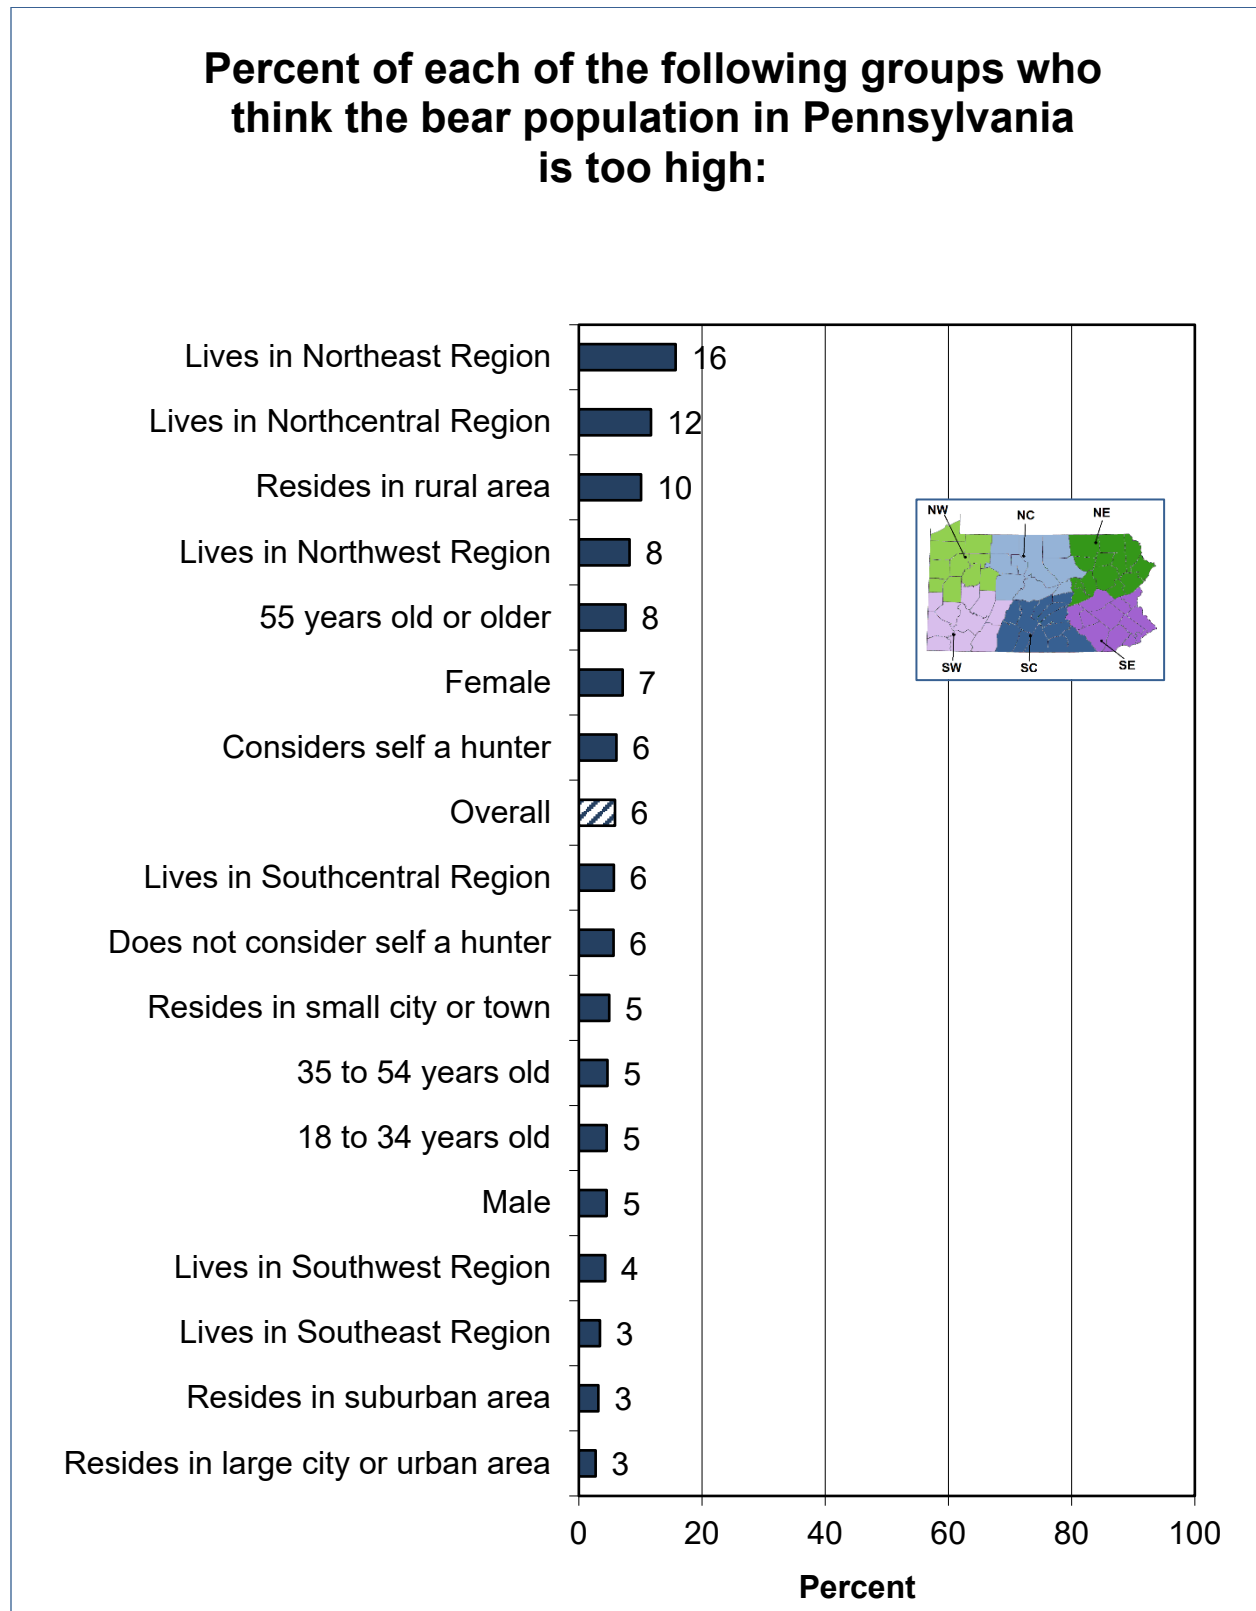 Percent of each of the following groups who
think the bear population in Pennsylvania
is too high:
Lives in Northeast Region 16
Lives in Northcentral Region 12
Resides in rural area 10
Lives in Northwest Region 8
55 years old or older 8
Female 7
Considers self a hunter 6
Overall 6
Lives in Southcentral Region 6
Does not consider self a hunter 6
Resides in small city or town 5
35 to 54 years old 5
18 to 34 years old 5
Male 5
Lives in Southwest Region 4
Lives in Southeast Region 3
Resides in suburban area 3
Resides in large city or urban area 3
NW NC NE
SW SC SE
0 20 40 60 80 100
Percent